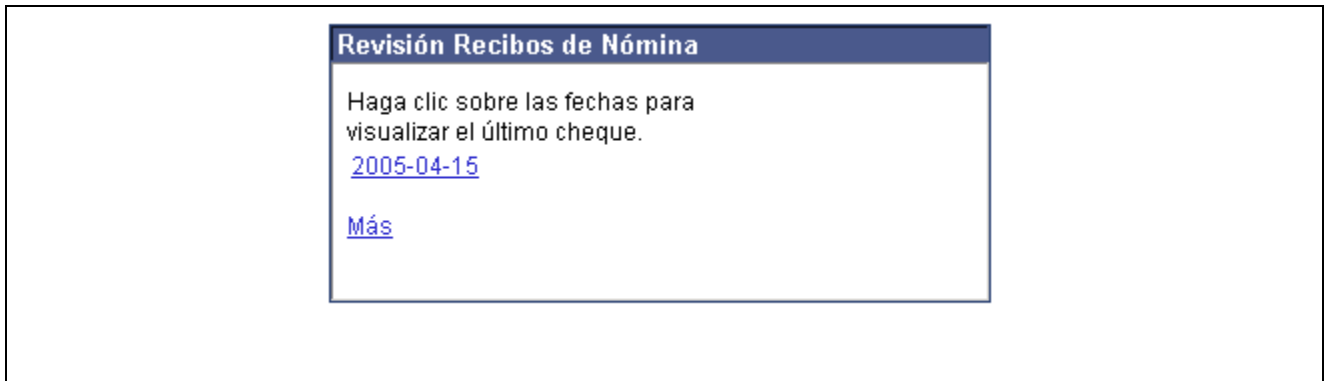 Revisión Recibos de Nómina
Haga clic sobre las fechas para
visualizar el último cheque.
2005-04-15
Más